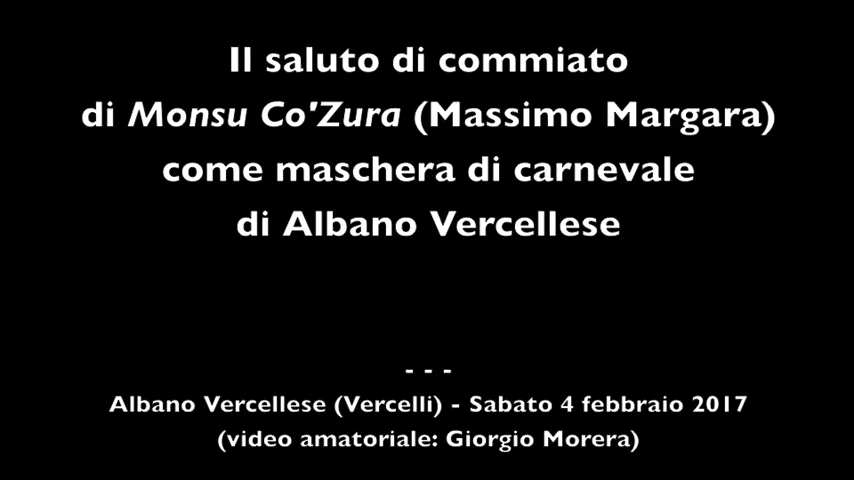 Il saluto di commiato
di Monsu Co'Zura (Massimo Margara)
come maschera di carnevale
di Albano Vercellese
- - -
Albano Vercellese (Vercelli) - Sabato 4 febbraio 2017
(video amatoriale: Giorgio Morera)